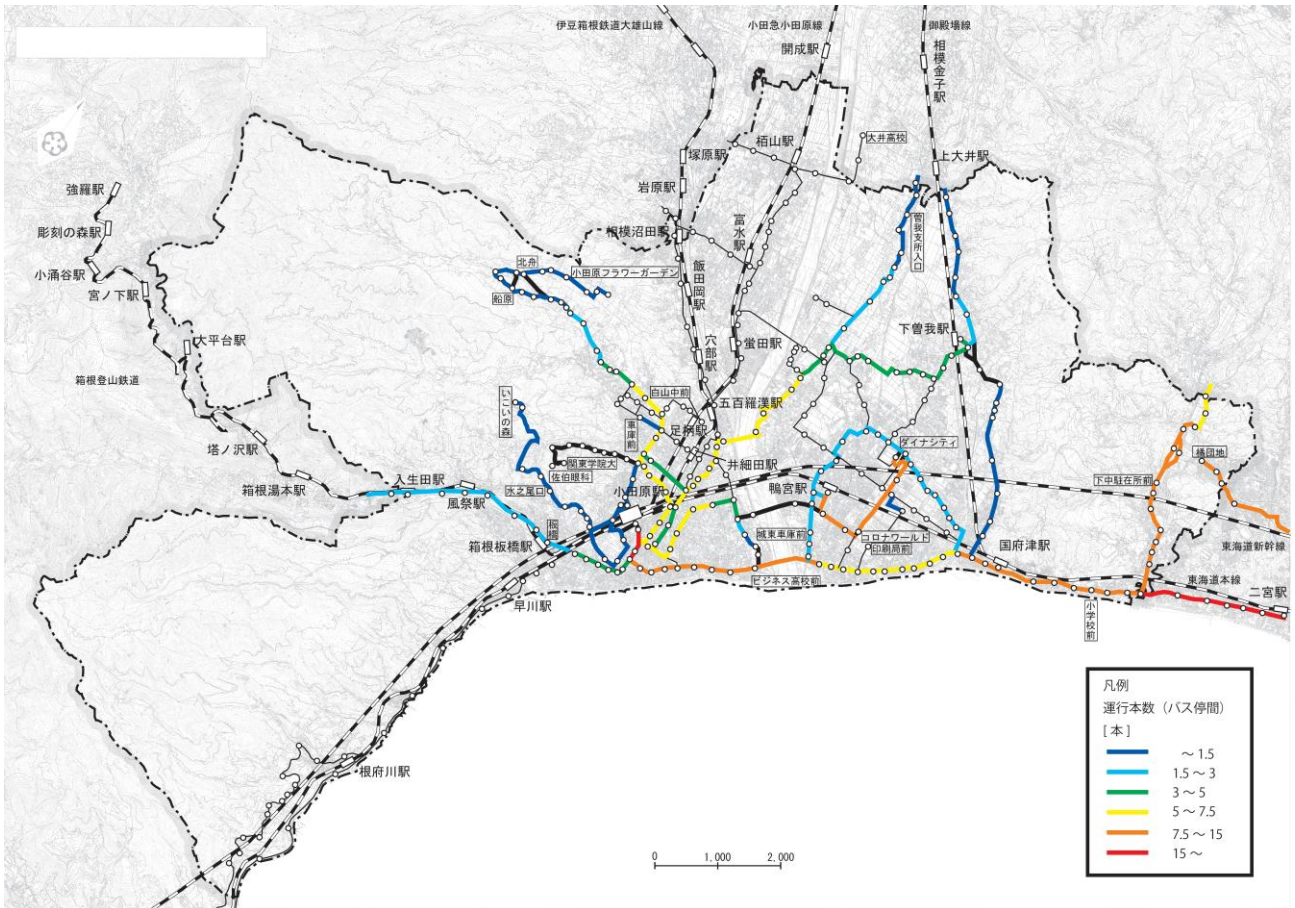 伊豆箱根鉄道大雄山線
小田急小田原線
御殿場線
開成駅
相模金子駅
大井高校
栢山駅
塚原駅
上大井駅
強羅駅
岩原駅
彫刻の森駅
相模沼田駅
富水駅
曽我支所入口
小涌谷駅
北舟
小田原フラワーガーデン
飯田岡駅
宮ノ下駅
船原
大平台駅
穴部駅
蛍田駅
下曽我駅
箱根登山鉄道
いこいの森
白山中前
五百羅漢駅
車庫前
足柄駅
ダイナシティ
橘団地
塔ノ沢駅
関東学院大
井細田駅
佐伯眼科
入生田駅
下中駐在所前
箱根湯本駅
水之尾口
小田原駅
鴨宮駅
風祭駅
板橋
城東車庫前
コロナワールド
印刷局前
国府津駅
東海道新幹線
箱根板橋駅
ビジネス高校前
東海道本線
二宮駅
早川駅
小学校前
根府川駅
凡例
運行本数（バス停間）
[ 本 ]
～ 1.5
1.5 ～ 3
3 ～ 5
5 ～ 7.5
7.5 ～ 15
15 ～
0 1,000 2,000